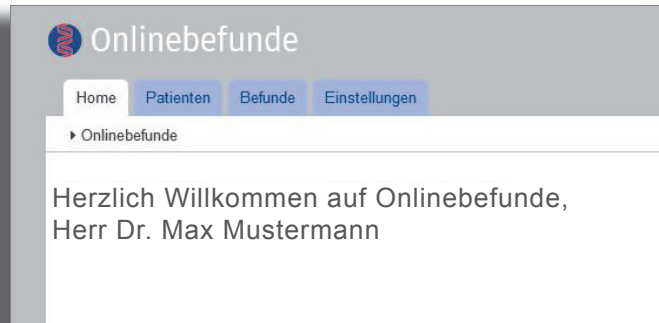 Onlinebefunde
Home Patienten Befunde Einstellungen
Onlinebefunde
Herzlich Willkommen auf Onlinebefunde,
Herr Dr. Max Mustermann